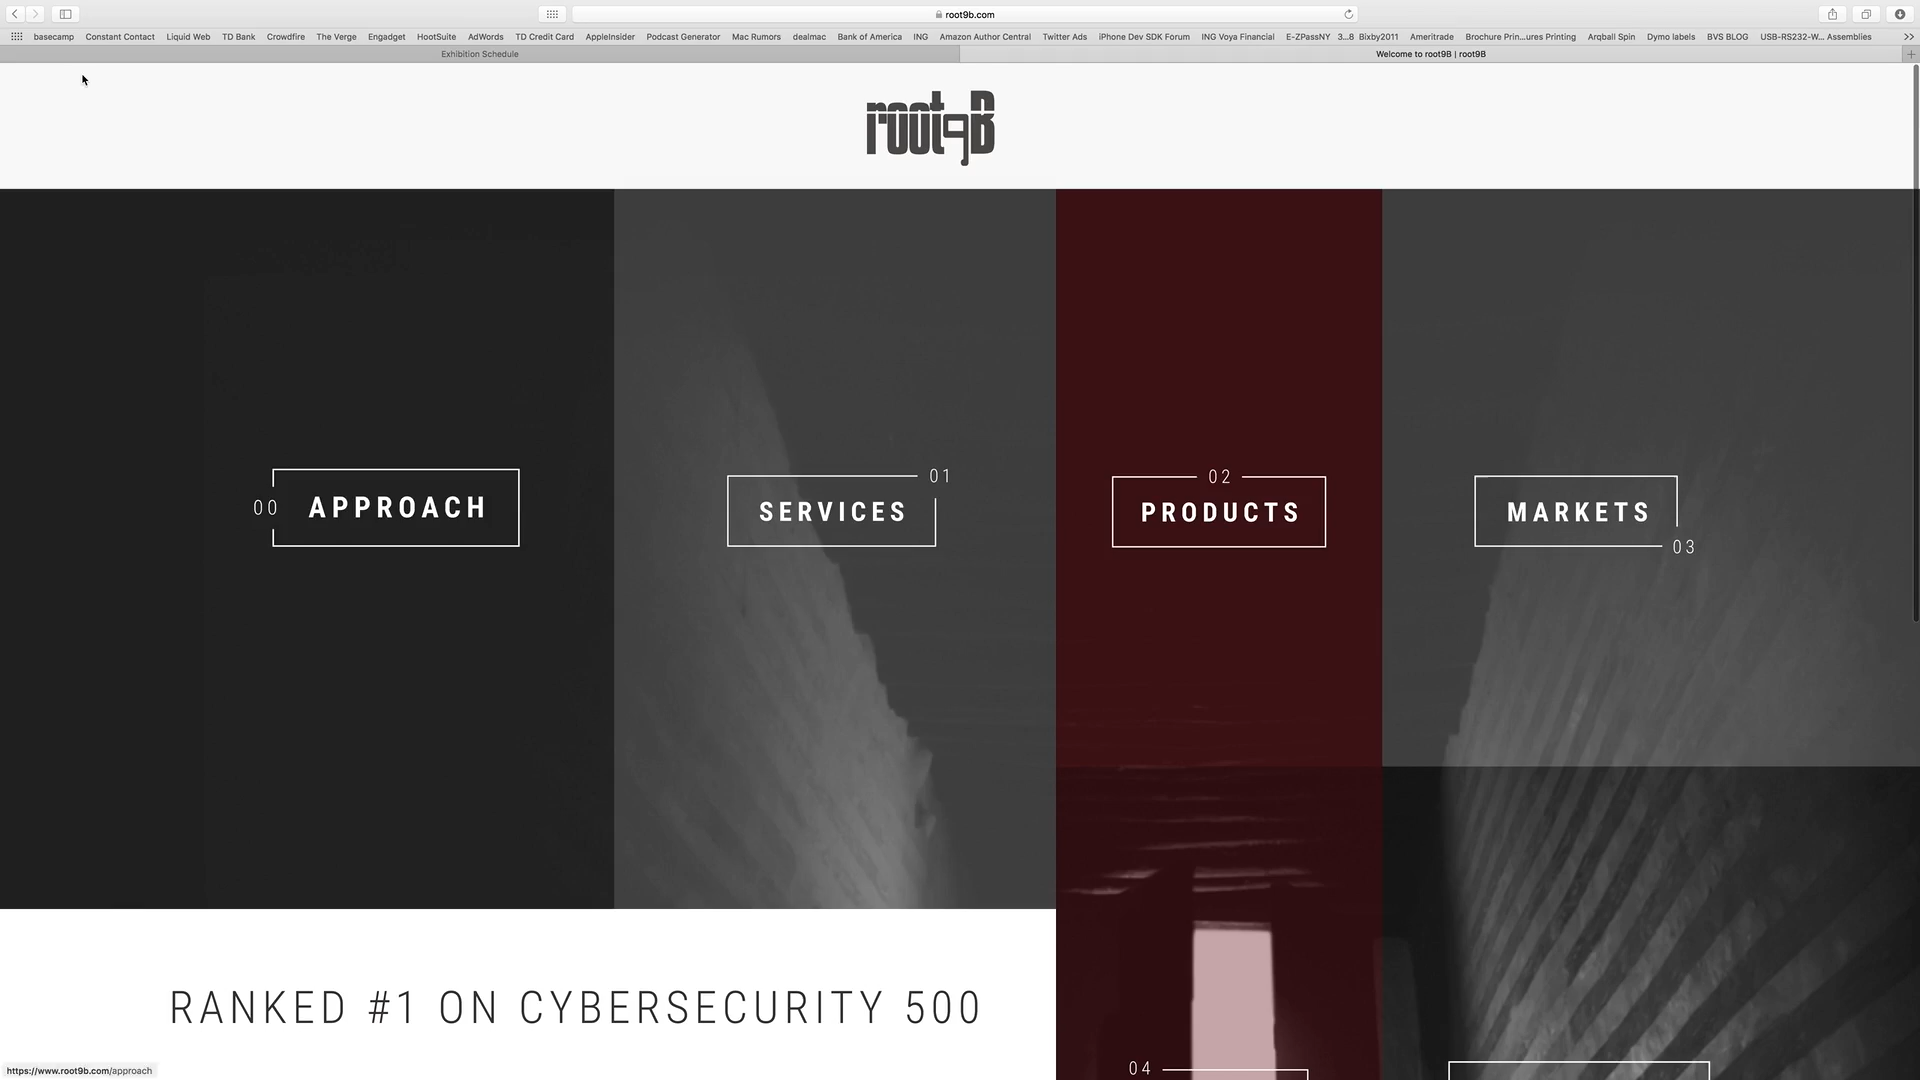 root9b.com
basecamp Constant Contact Liquid Web TD Bank Crowdfire The Verge Engadget HootSuite AdWords TD Credit Card AppleInsider Podcast Generator Mac Rumors dealmac Bank of America ING Amazon Author Central Twitter Ads iPhone Dev SDK Forum ING Voya Financial E-ZPassNY 3...8 Bixby2011 Ameritrade Brochure Prin...ures Printing Arqball Spin Dymo labels BVS BLOG USB-RS232-W... Assemblies
Exhibition Schedule Welcome to root9B | root9B
root9B
00 APPROACH
01
SERVICES
02
PRODUCTS
MARKETS
03
RANKED #1 ON CYBERSECURITY 500
04
https://www.root9b.com/approach